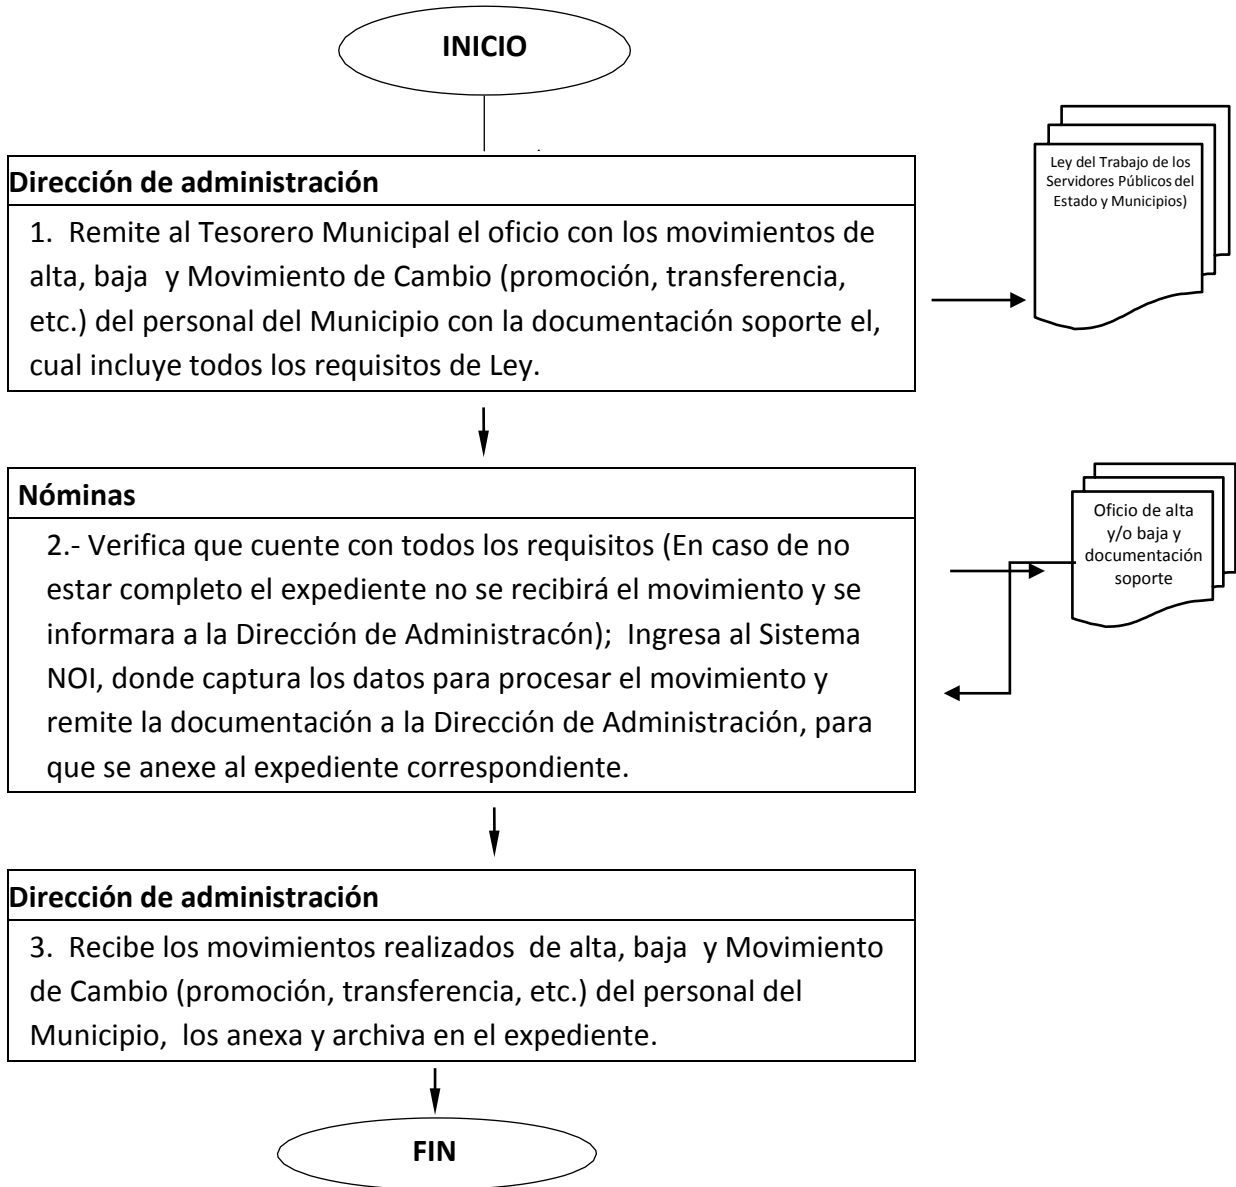 INICIO
Dirección de administración
1. Remite al Tesorero Municipal el oficio con los movimientos de
alta, baja y Movimiento de Cambio (promoción, transferencia,
etc.) del personal del Municipio con la documentación soporte el,
cual incluye todos los requisitos de Ley.
Ley del Trabajo de los
Servidores Públicos del
Estado y Municipios)
Nóminas
2.- Verifica que cuente con todos los requisitos (En caso de no
estar completo el expediente no se recibirá el movimiento y se
informara a la Dirección de Administracón); Ingresa al Sistema
NOI, donde captura los datos para procesar el movimiento y
remite la documentación a la Dirección de Administración, para
que se anexe al expediente correspondiente.
Oficio de alta
y/o baja y
documentación
soporte
Dirección de administración
3. Recibe los movimientos realizados de alta, baja y Movimiento
de Cambio (promoción, transferencia, etc.) del personal del
Municipio, los anexa y archiva en el expediente.
FIN